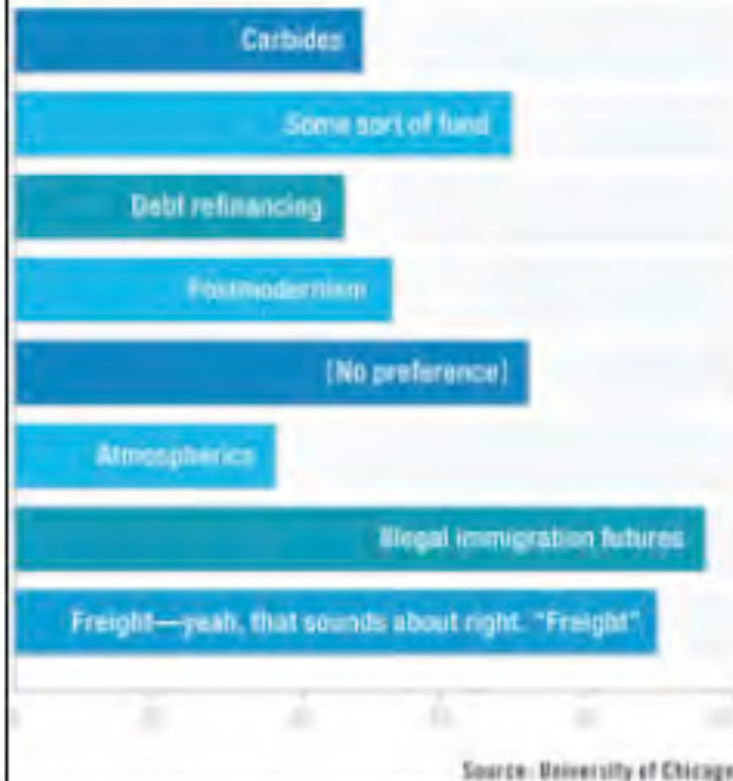 Carbides
Some sort of fund
Debt refinancing
Postmodernism
(No preference)
Atmospherics
Illegal immigration futures
Freight—yeah, that sounds about right. "Freight"
Source: University of Chicago